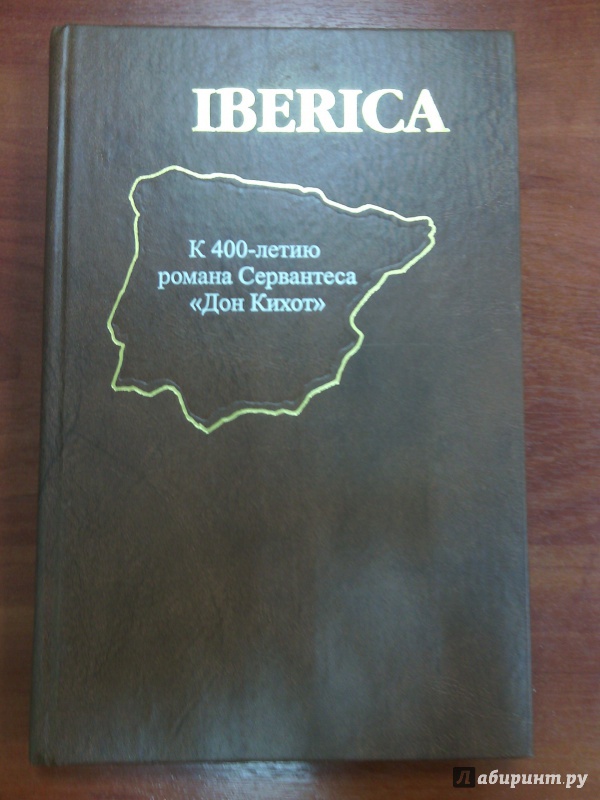 IBERICA
К 400-летию
романа Сервантеса
«Дон Кихот»
Лабиринт.ру